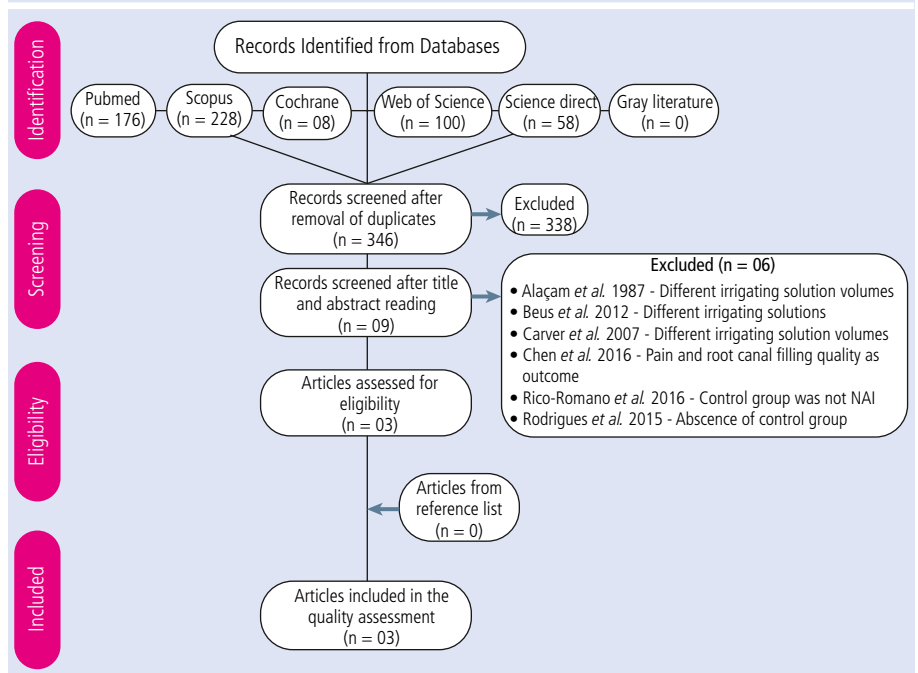 Identification
Records Identified from Databases
Pubmed
(n = 176)
Scopus
(n = 228)
Cochrane
(n = 08)
Web of Science
(n = 100)
Science direct
(n = 58)
Gray literature
(n = 0)
Screening
Records screened after
removal of duplicates
(n = 346)
Excluded
(n = 338)
Records screened after title
and abstract reading
(n = 09)
Excluded (n = 06)
• Alaçam et al. 1987 - Different irrigating solution volumes
• Beus et al. 2012 - Different irrigating solutions
• Carver et al. 2007 - Different irrigating solution volumes
• Chen et al. 2016 - Pain and root canal filling quality as
outcome
• Rico-Romano et al. 2016 - Control group was not NAI
• Rodrigues et al. 2015 - Abscence of control group
Eligibility
Articles assessed for
eligibility
(n = 03)
Articles from
reference list
(n = 0)
Included
Articles included in the
quality assessment
(n = 03)